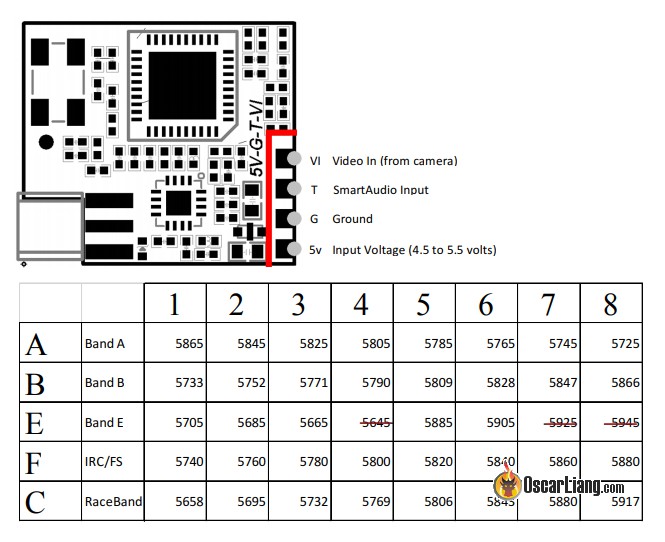 5V-G-T-VI
VI Video In (from camera)
T SmartAudio Input
G Ground
5v Input Voltage (4.5 to 5.5 volts)
1 2 3 4 5 6 7 8
A Band A 5865 5845 5825 5805 5785 5765 5745 5725
B Band B 5733 5752 5771 5790 5809 5828 5847 5866
E Band E 5705 5685 5665 5645 5885 5905 5925 5945
F IRC/FS 5740 5760 5780 5800 5820 5840 5860 5880
C RaceBand 5658 5695 5732 5769 5806 5843 5880 5917
OscarLiang.com